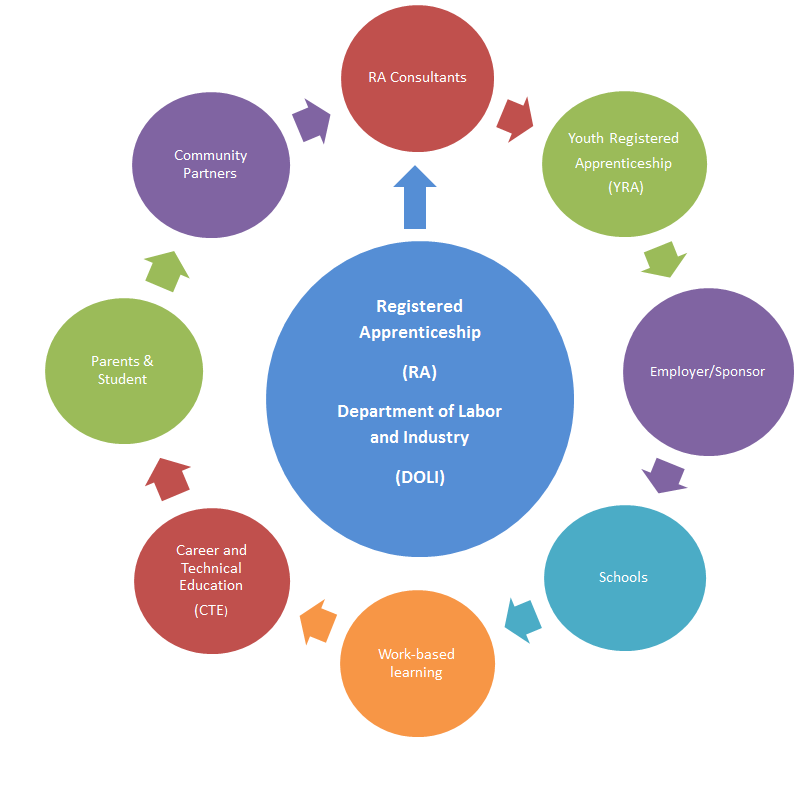 RA Consultants
Youth Registered
Apprenticeship
(YRA)
Employer/Sponsor
Schools
Work-based
learning
Career and
Technical
Education
(CTE)
Parents &
Student
Community
Partners
Registered
Apprenticeship
(RA)
Department of Labor
and Industry
(DOLI)